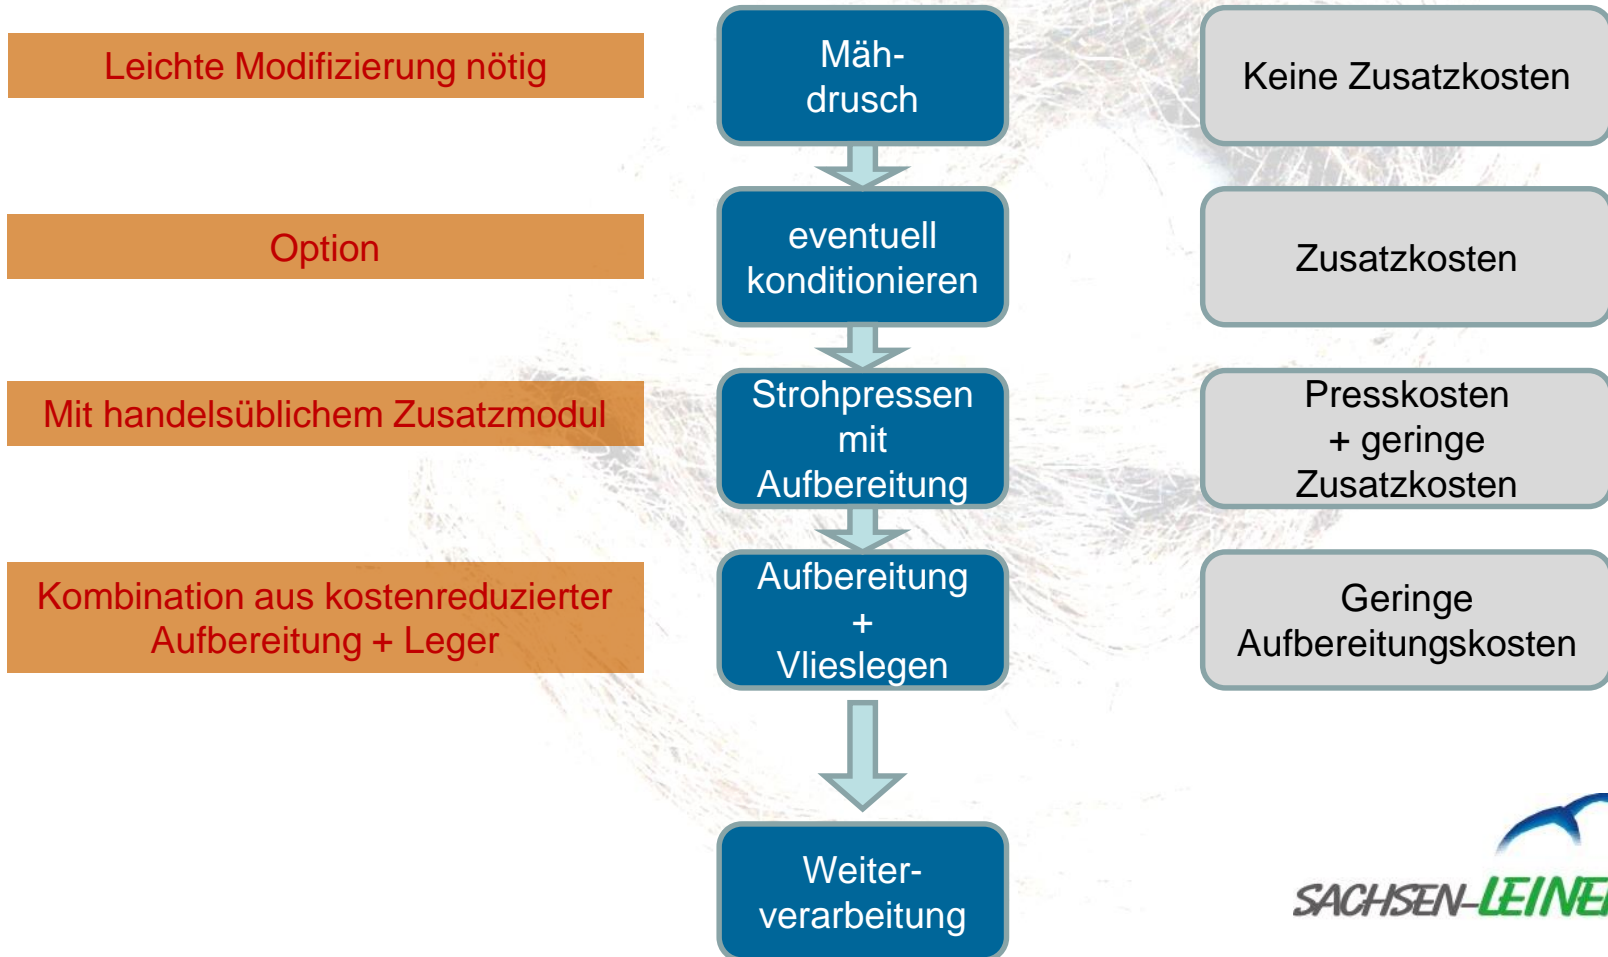 Leichte Modifizierung nötig
Mäh-
drusch
Keine Zusatzkosten
Option
eventuell
konditionieren
Zusatzkosten
Mit handelsüblichem Zusatzmodul
Strohpressen
mit
Aufbereitung
Presskosten
+ geringe
Zusatzkosten
Kombination aus kostenreduzierter
Aufbereitung + Leger
Aufbereitung
+
Vlieslegen
Geringe
Aufbereitungskosten
Weiter-
verarbeitung
SACHSEN-LEINE